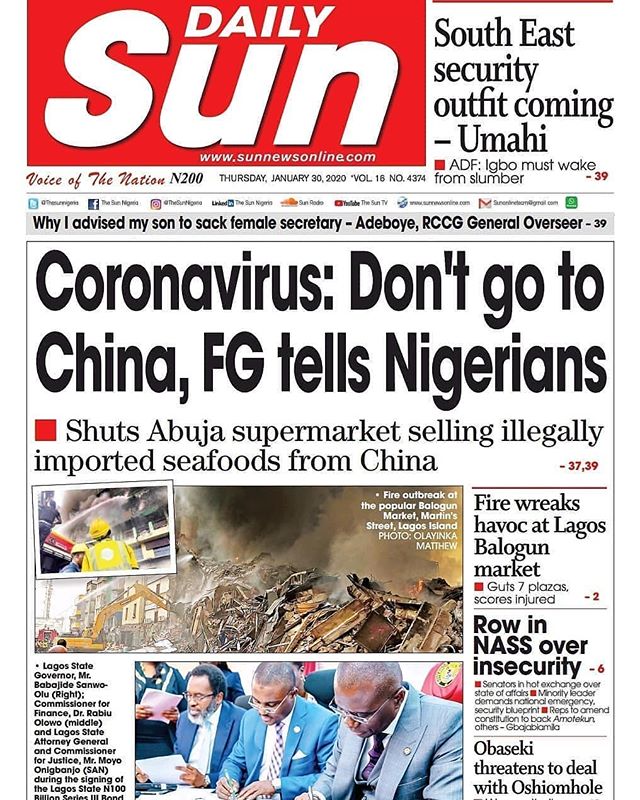 DAILY
Sun
www.sunnewsonline.com
South East
security
outfit coming
– Umahi
ADF: Igbo must wake
from slumber - 39
Voice of The Nation N200 THURSDAY, JANUARY 30, 2020 *VOL. 16 NO. 4374
@Thesunnigeria The Sun Nigeria @TheSunNigeria LinkedIn The Sun Nigeria Sun Radio YouTube The Sun TV www.sunnewsonline.com Sunonlineteam@gmail.com
Why I advised my son to sack female secretary – Adeboye, RCCG General Overseer - 39
Coronavirus: Don't go to
China, FG tells Nigerians
Shuts Abuja supermarket selling illegally
imported seafoods from China - 37,39
• Fire outbreak at
the popular Balogun
Market, Martin's
Street, Lagos Island
PHOTO: OLAYINKA
MATTHEW
Fire wreaks
havoc at Lagos
Balogun
market
Guts 7 plazas,
scores injured - 2
Row in
NASS over
insecurity - 6
Senators in hot exchange over
state of affairs Minority leader
demands national emergency,
security blueprint Reps to amend
constitution to back Amotekun,
others – Gbajabiamila
Obaseki
threatens to deal
with Oshiomhole
• Lagos State
Governor, Mr.
Babajide Sanwo-
Olu (Right);
Commissioner for
Finance, Dr. Rabiu
Olowo (middle)
and Lagos State
Attorney General
and Commissioner
for Justice, Mr. Moyo
Onigbanjo (SAN)
during the signing of
the Lagos State N100
Billion Series III Bond